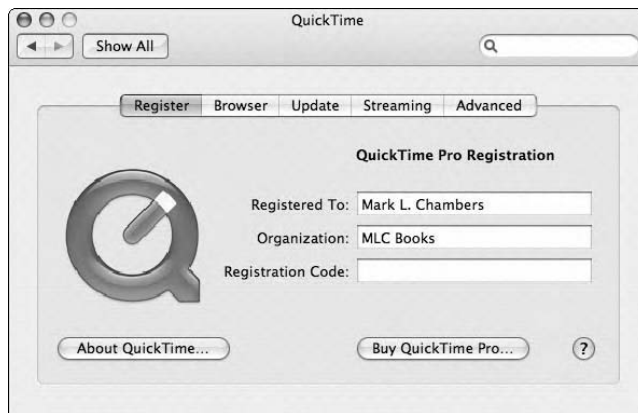 QuickTime
Show All
Register Browser Update Streaming Advanced
QuickTime Pro Registration
Registered To: Mark L. Chambers
Organization: MLC Books
Registration Code:
About QuickTime... Buy QuickTime Pro... ?